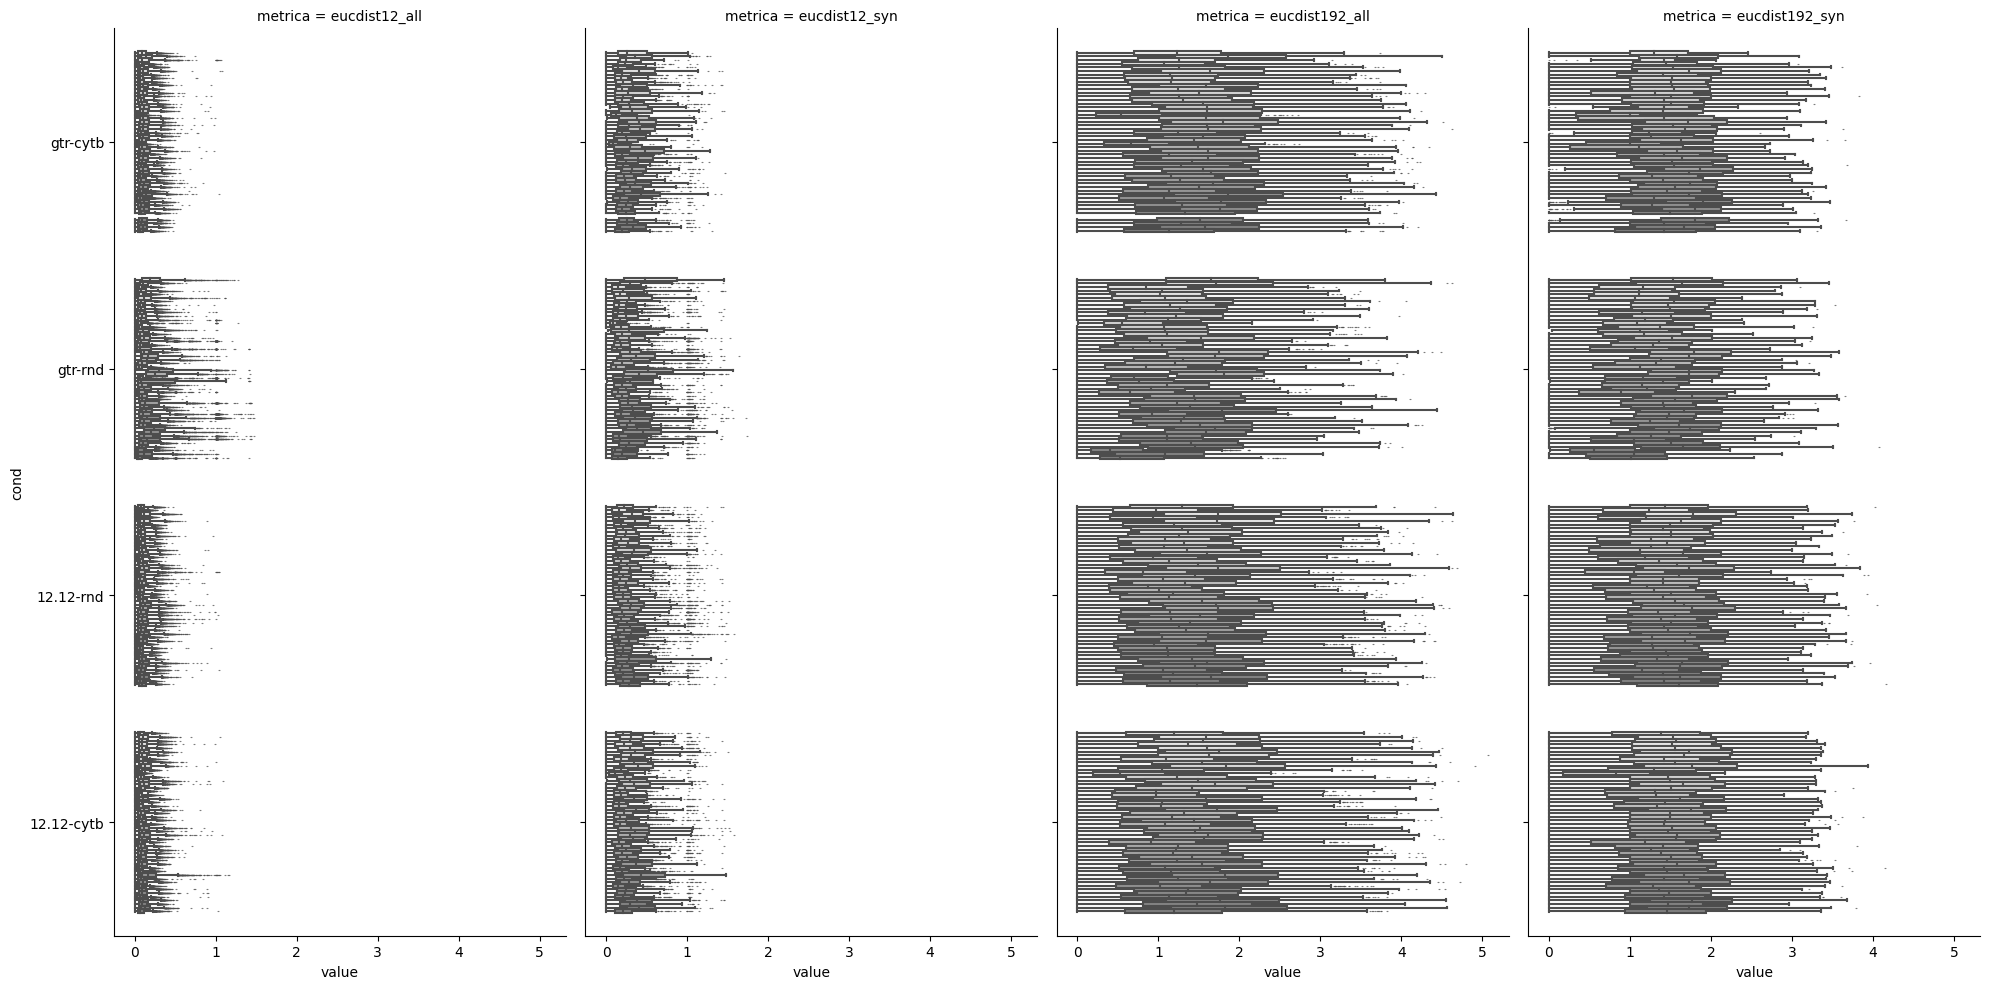 metrica = eucdist12_all
metrica = eucdist12_syn
metrica = eucdist192_all
metrica = eucdist192_syn
cond
gtr-cytb
gtr-rnd
12.12-rnd
12.12-cytb
0 1 2 3 4 5
0 1 2 3 4 5
0 1 2 3 4 5
0 1 2 3 4 5
value
value
value
value